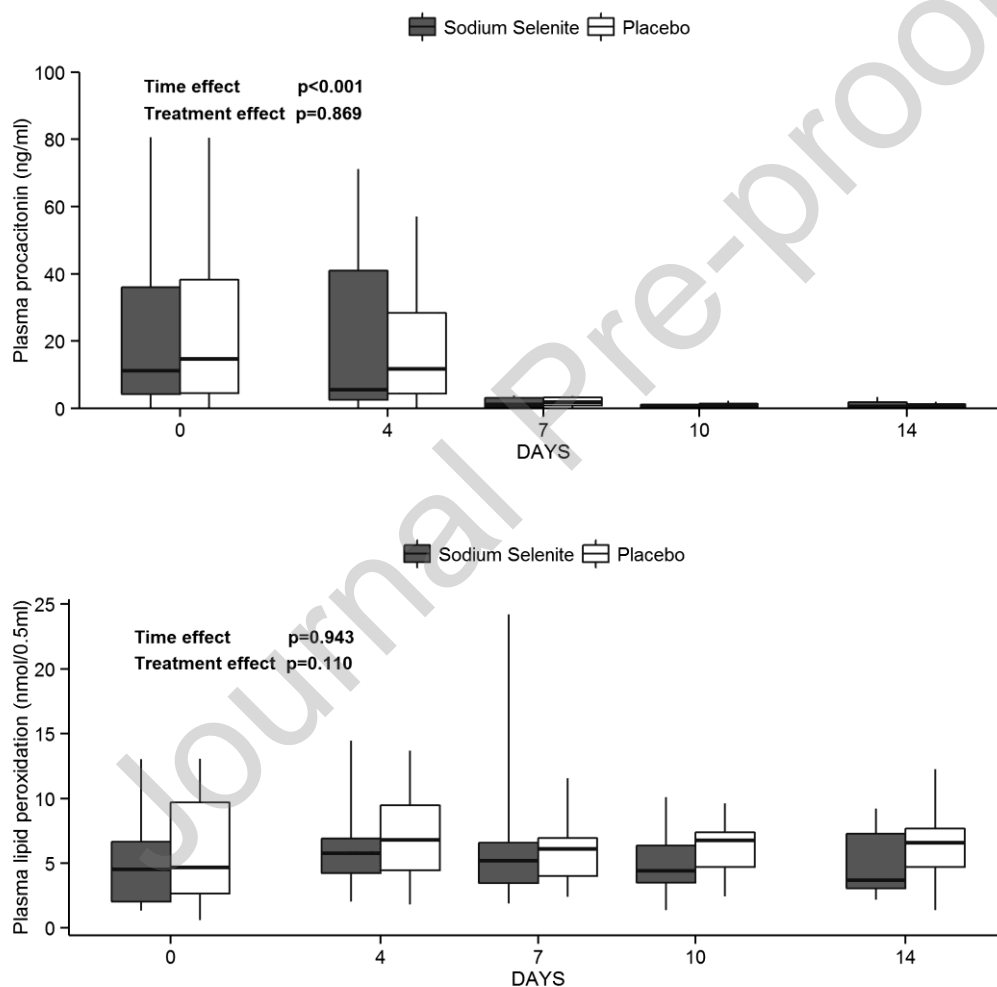 Sodium Selenite Placebo
Time effect p<0.001
Treatment effect p=0.869
Plasma procacitonin (ng/ml)
100
80
60
40
20
0
0 4 7 10 14
DAYS
Sodium Selenite Placebo
Time effect p=0.943
Treatment effect p=0.110
Plasma lipid peroxidation (nmol/0.5ml)
25
20
15
10
5
0
0 4 7 10 14
DAYS
Journal Pre-proo